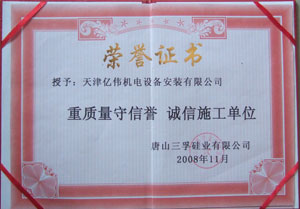 荣誉证书
授予：天津亿伟机电设备安装有限公司
重质量守信誉 诚信施工单位
唐山三孚硅业有限公司
2008年11月